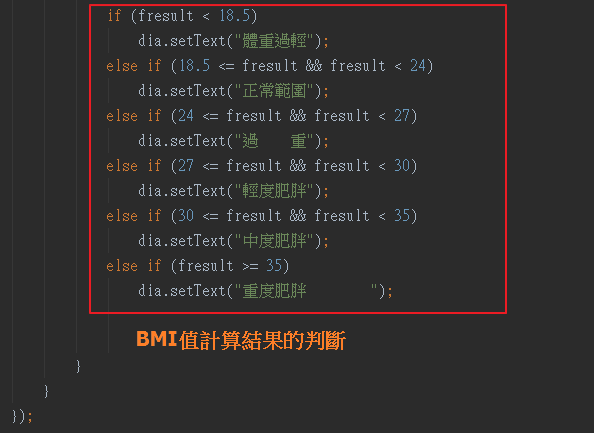 if (fresult < 18.5)
dia.setText("體重過輕");
else if (18.5 <= fresult && fresult < 24)
dia.setText("正常範圍");
else if (24 <= fresult && fresult < 27)
dia.setText("過    重");
else if (27 <= fresult && fresult < 30)
dia.setText("輕度肥胖");
else if (30 <= fresult && fresult < 35)
dia.setText("中度肥胖");
else if (fresult >= 35)
dia.setText("重度肥胖        ");
BMI值計算結果的判斷
}
}
});